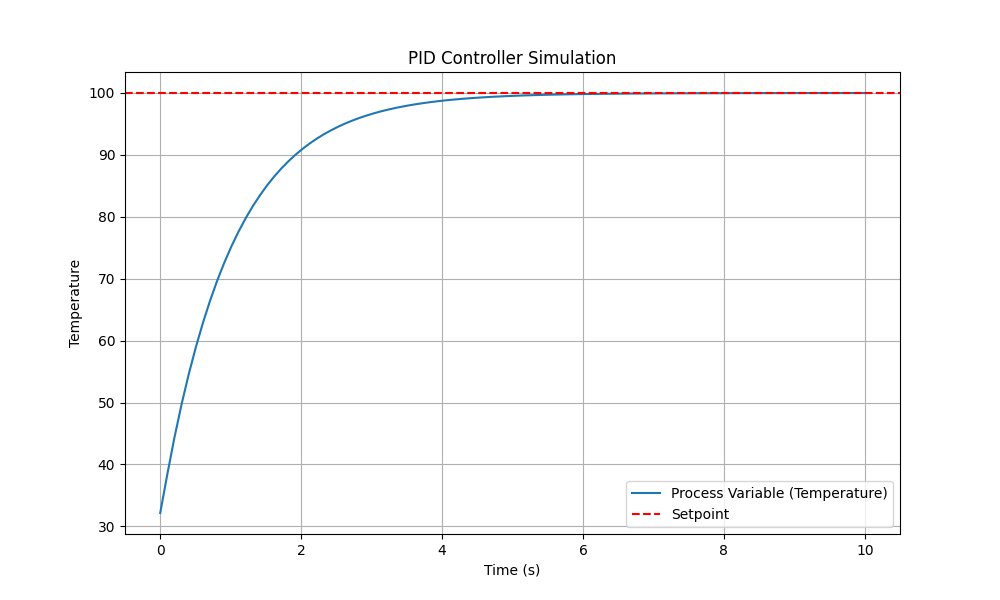 PID Controller Simulation
100
90
80
70
60
50
40
30
Temperature
0 2 4 6 8 10
Time (s)
Process Variable (Temperature)
Setpoint